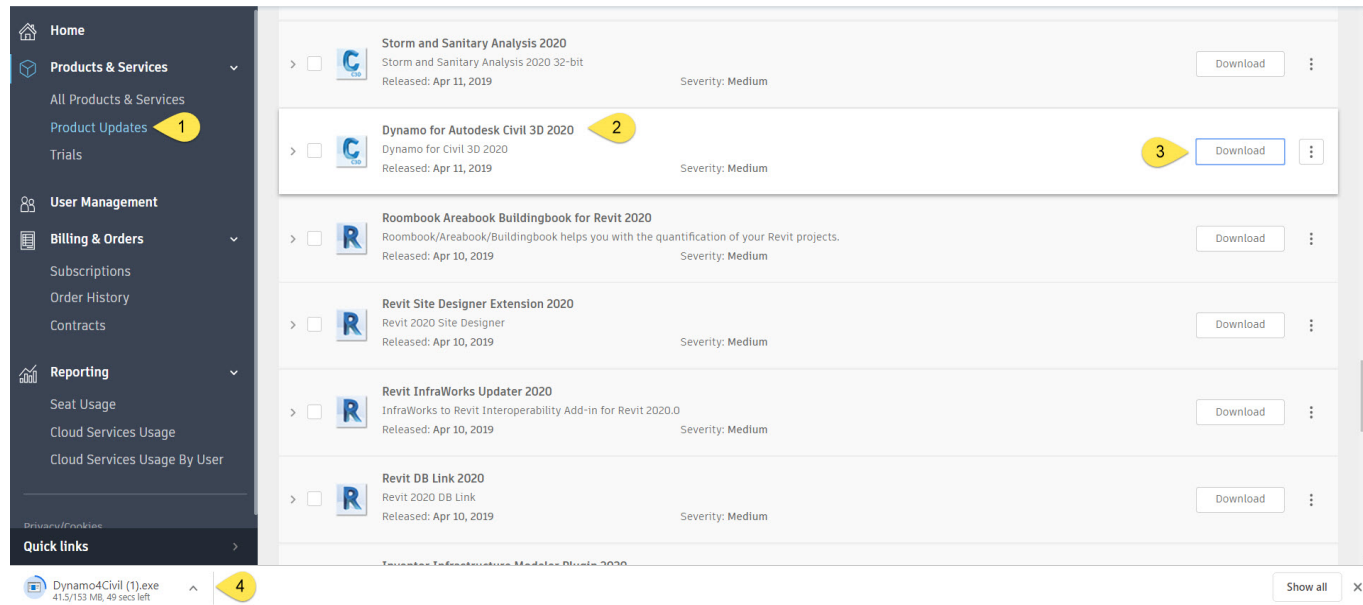 Home
Products & Services
All Products & Services
Product Updates
1
Trials
User Management
Billing & Orders
Subscriptions
Order History
Contracts
Reporting
Seat Usage
Cloud Services Usage
Cloud Services Usage By User
Privacy/Cookies
Quick links
Storm and Sanitary Analysis 2020
Storm and Sanitary Analysis 2020 32-bit
Released: Apr 11, 2019
Severity: Medium
Download
Dynamo for Autodesk Civil 3D 2020
2
Dynamo for Civil 3D 2020
Released: Apr 11, 2019
Severity: Medium
3
Download
Roombook Areabook Buildingbook for Revit 2020
Roombook/Areabook/Buildingbook helps you with the quantification of your Revit projects.
Released: Apr 10, 2019
Severity: Medium
Download
Revit Site Designer Extension 2020
Revit 2020 Site Designer
Released: Apr 10, 2019
Severity: Medium
Download
Revit InfraWorks Updater 2020
InfraWorks to Revit Interoperability Add-in for Revit 2020.0
Released: Apr 10, 2019
Severity: Medium
Download
Revit DB Link 2020
Revit 2020 DB Link
Released: Apr 10, 2019
Severity: Medium
Download
Inventor Infrastructure Modeler Plugin 2020
Dynamo4Civil (1).exe
41.5/153 MB, 49 secs left
4
Show all